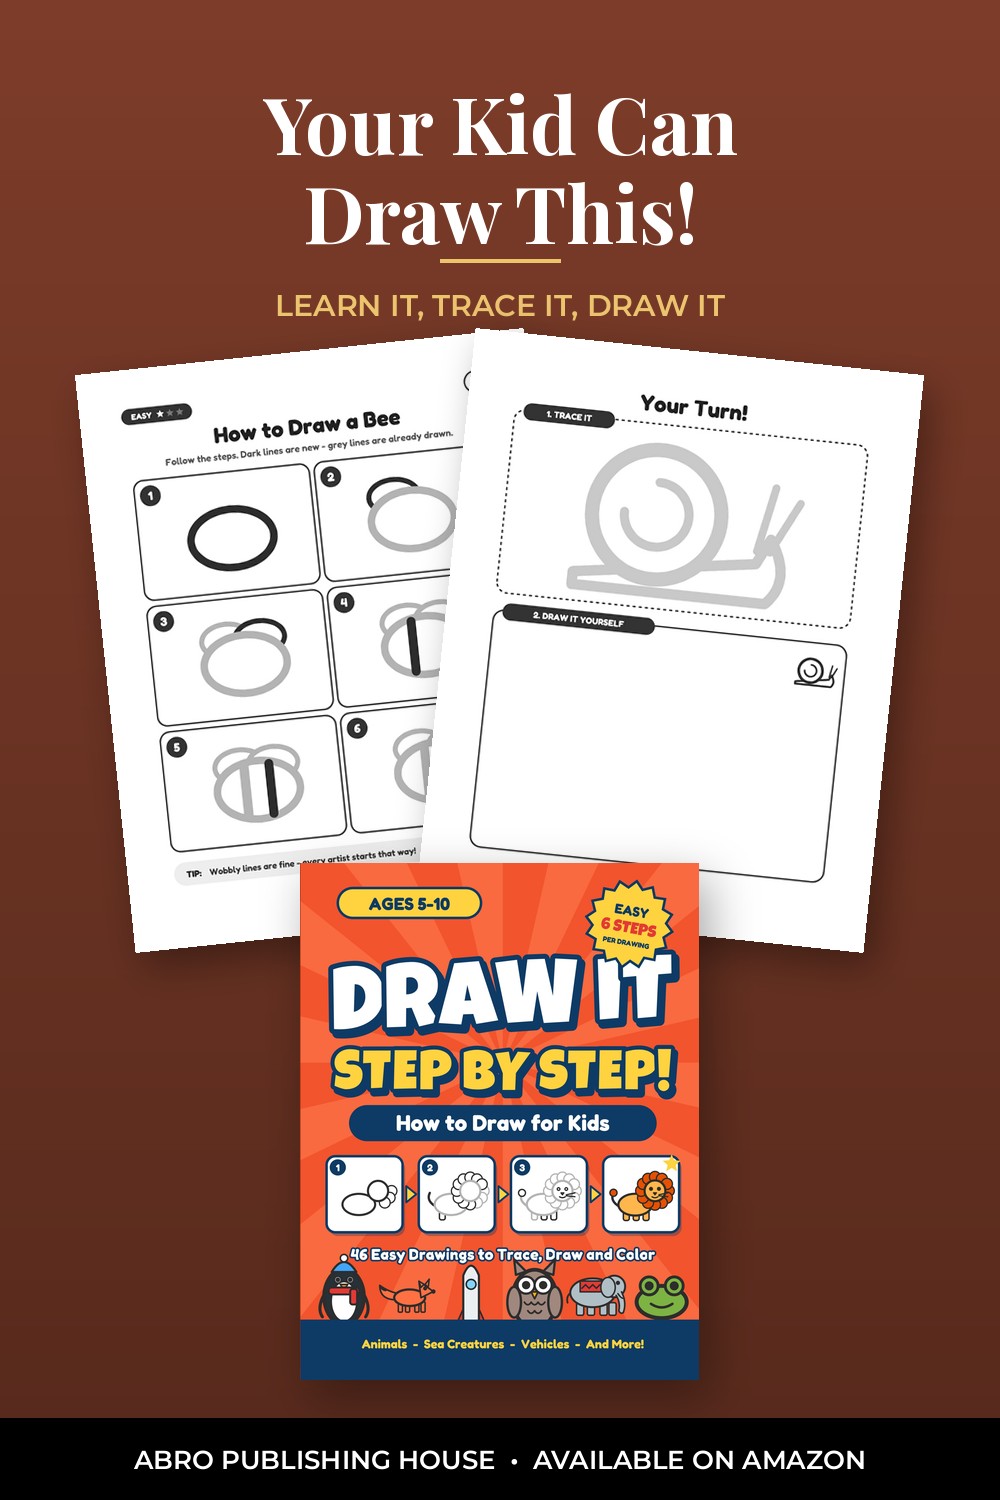 Your Kid Can
Draw This!
LEARN IT, TRACE IT, DRAW IT
EASY
How to Draw a Bee
Follow the steps. Dark lines are new - grey lines are already drawn.
1
2
3
4
5
6
TIP: Wobbly lines are fine - every artist starts that way!
Your Turn!
1. TRACE IT
2. DRAW IT YOURSELF
AGES 5-10
EASY
6 STEPS
PER DRAWING
DRAW IT
STEP BY STEP!
How to Draw for Kids
1
2
3
46 Easy Drawings to Trace, Draw and Color
Animals - Sea Creatures - Vehicles - And More!
ABRO PUBLISHING HOUSE • AVAILABLE ON AMAZON